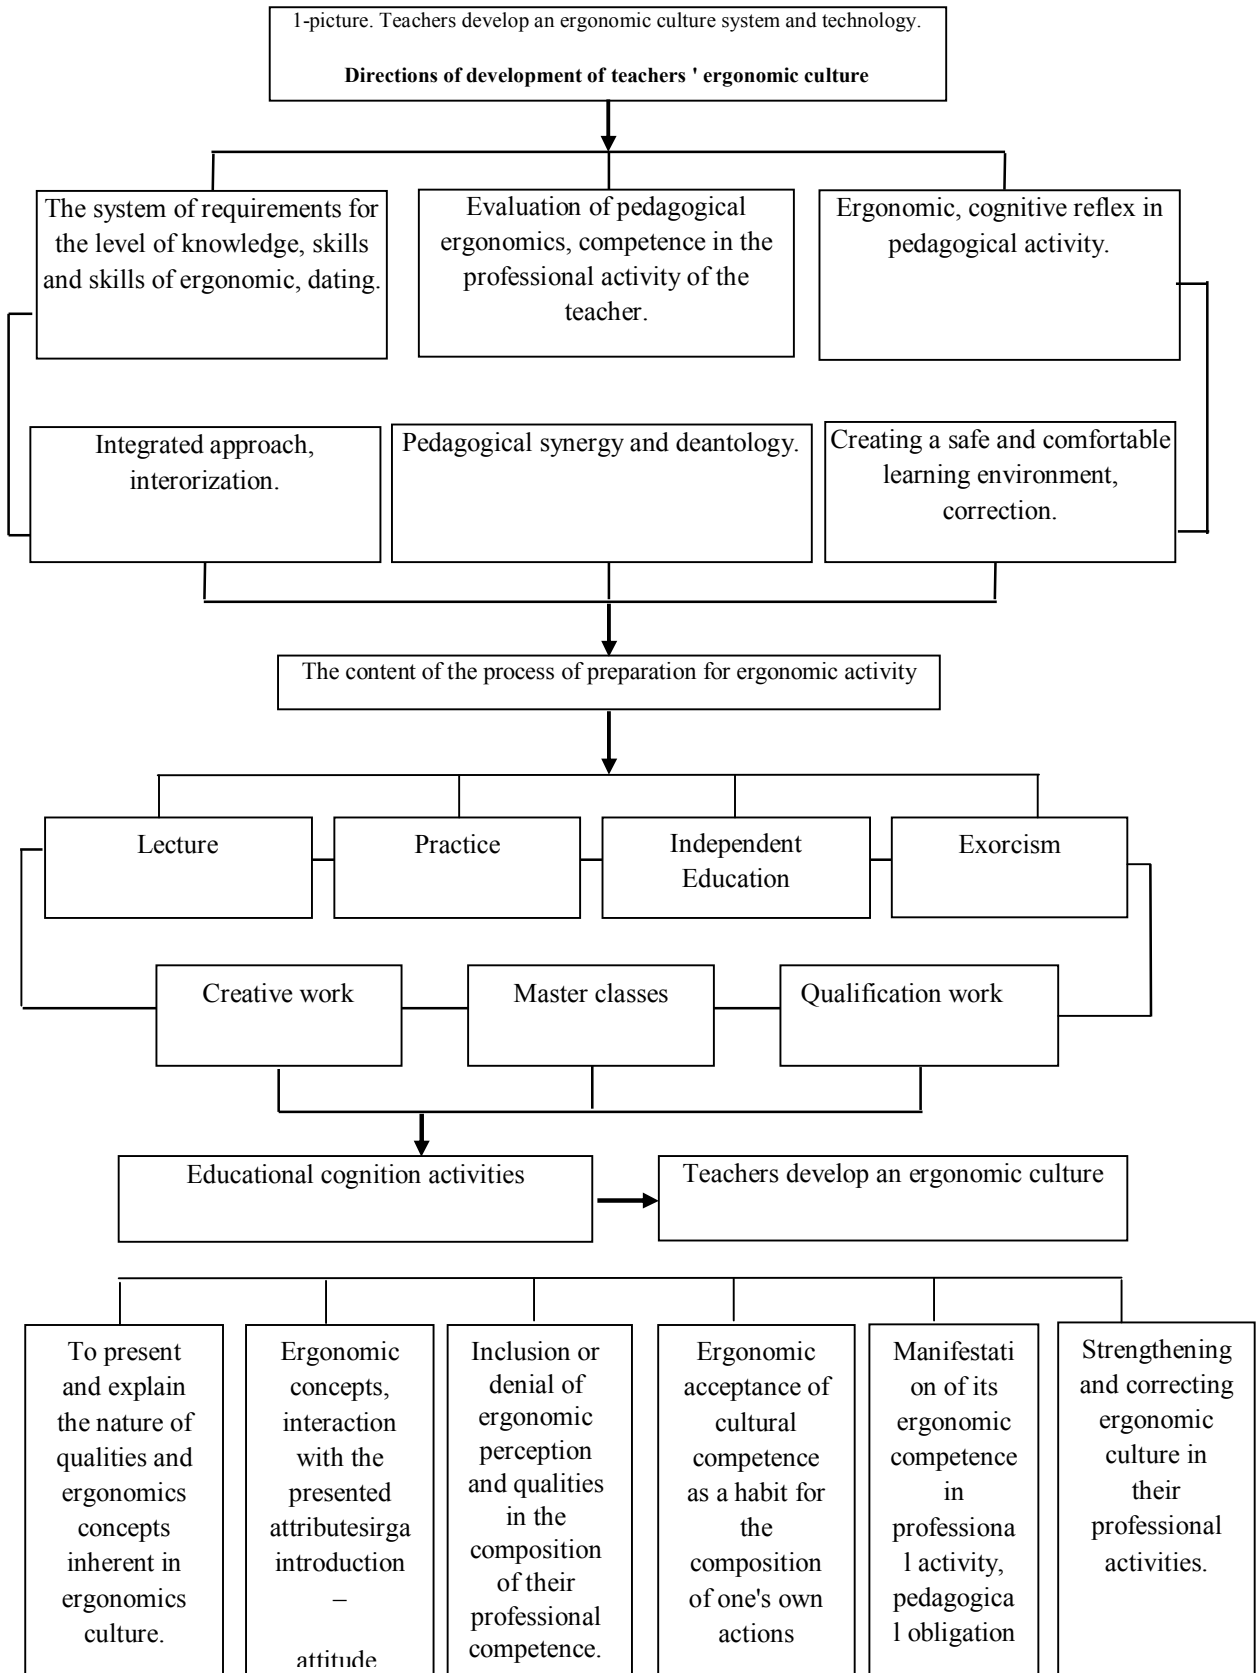 1-picture. Teachers develop an ergonomic culture system and technology.
Directions of development of teachers ' ergonomic culture
The system of requirements for
the level of knowledge, skills
and skills of ergonomic, dating.
Evaluation of pedagogical
ergonomics, competence in the
professional activity of the
teacher.
Ergonomic, cognitive reflex in
pedagogical activity.
Integrated approach,
interorization.
Pedagogical synergy and deantology.
Creating a safe and comfortable
learning environment,
correction.
The content of the process of preparation for ergonomic activity
Lecture
Practice
Independent
Education
Exorcism
Creative work
Master classes
Qualification work
Educational cognition activities
Teachers develop an ergonomic culture
To present
and explain
the nature of
qualities and
ergonomics
concepts
inherent in
ergonomics
culture.
Ergonomic
concepts,
interaction
with the
presented
attributesirga
introduction
–
attitude
Inclusion or
denial of
ergonomic
perception
and qualities
in the
composition
of their
professional
competence.
Ergonomic
acceptance of
cultural
competence
as a habit for
the
composition
of one's own
actions
Manifestati
on of its
ergonomic
competence
in
professiona
l activity,
pedagogica
l obligation
Strengthening
and correcting
ergonomic
culture in
their
professional
activities.